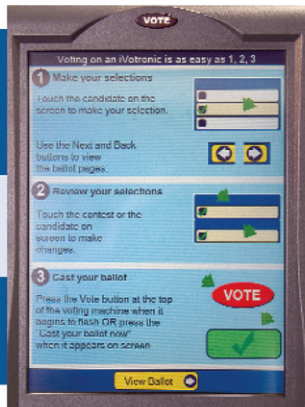 VOTE
Voting on an iVotronic is as easy as 1, 2, 3
1 Make your selections
Touch the candidate on the
screen to make your selection.
Use the Next and Back
buttons to view
the ballot pages.
2 Review your selections
Touch the contest or the
candidate on
screen to make
changes.
3 Cast your ballot
Press the Vote button at the top
of the voting machine when it
begins to flash OR press the
"Cast your ballot now"
when it appears on screen
VOTE
View Ballot